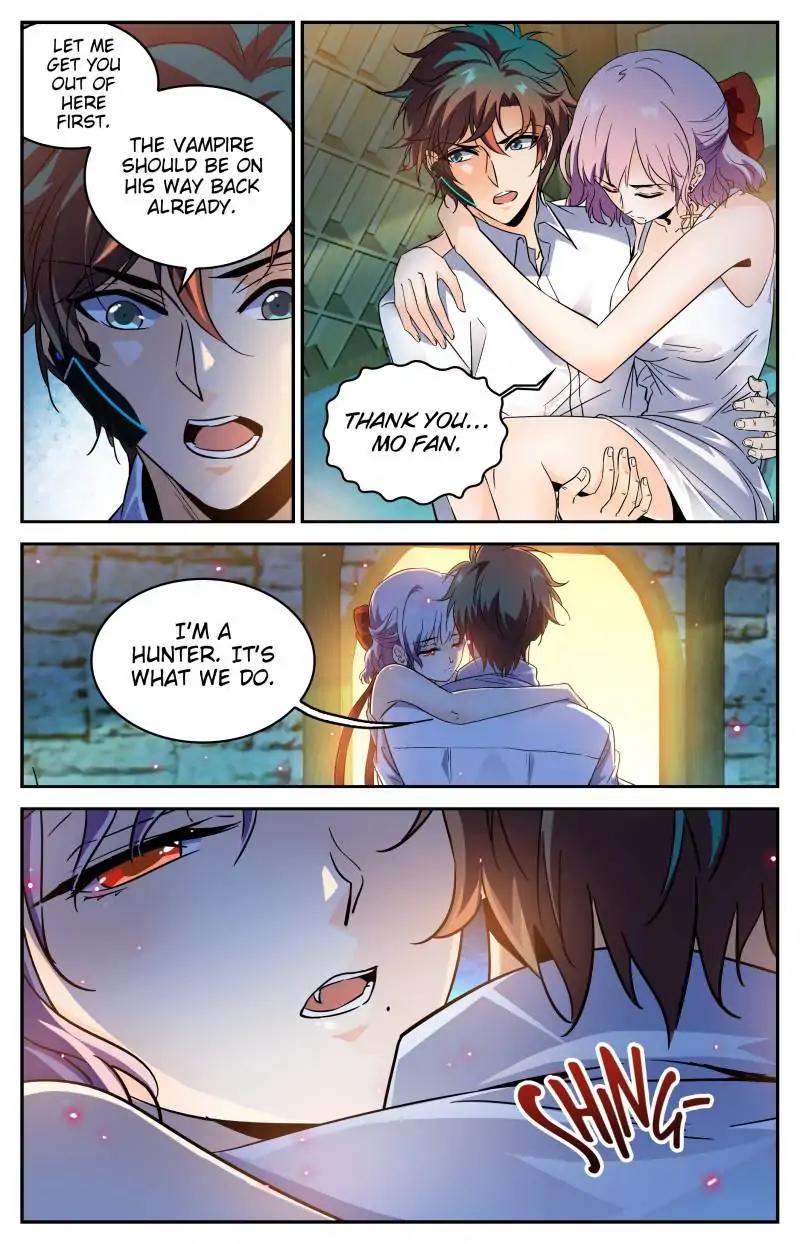 LET ME
GET YOU
OUT OF
HERE
FIRST.
THE VAMPIRE
SHOULD BE ON
HIS WAY BACK
ALREADY.
THANK YOU...
MO FAN.
I'M A
HUNTER. IT'S
WHAT WE DO.
SHING-